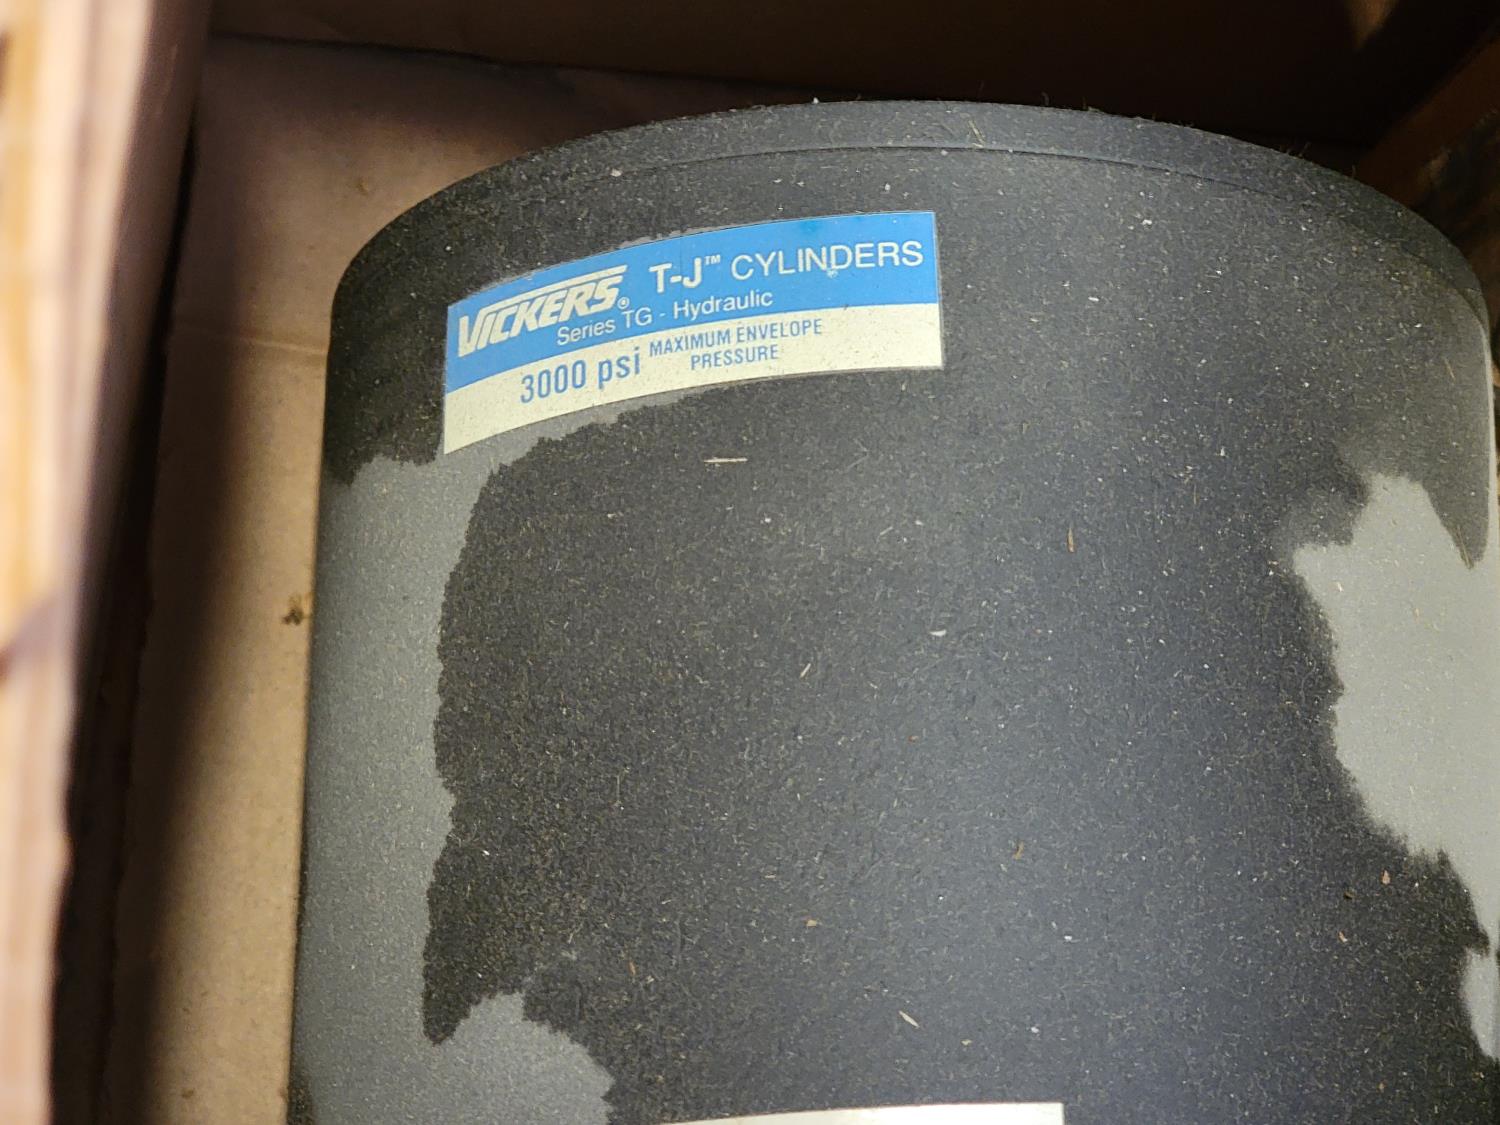 VICKERS® T-J™ CYLINDERS
Series TG - Hydraulic
3000 psi MAXIMUM ENVELOPE
PRESSURE